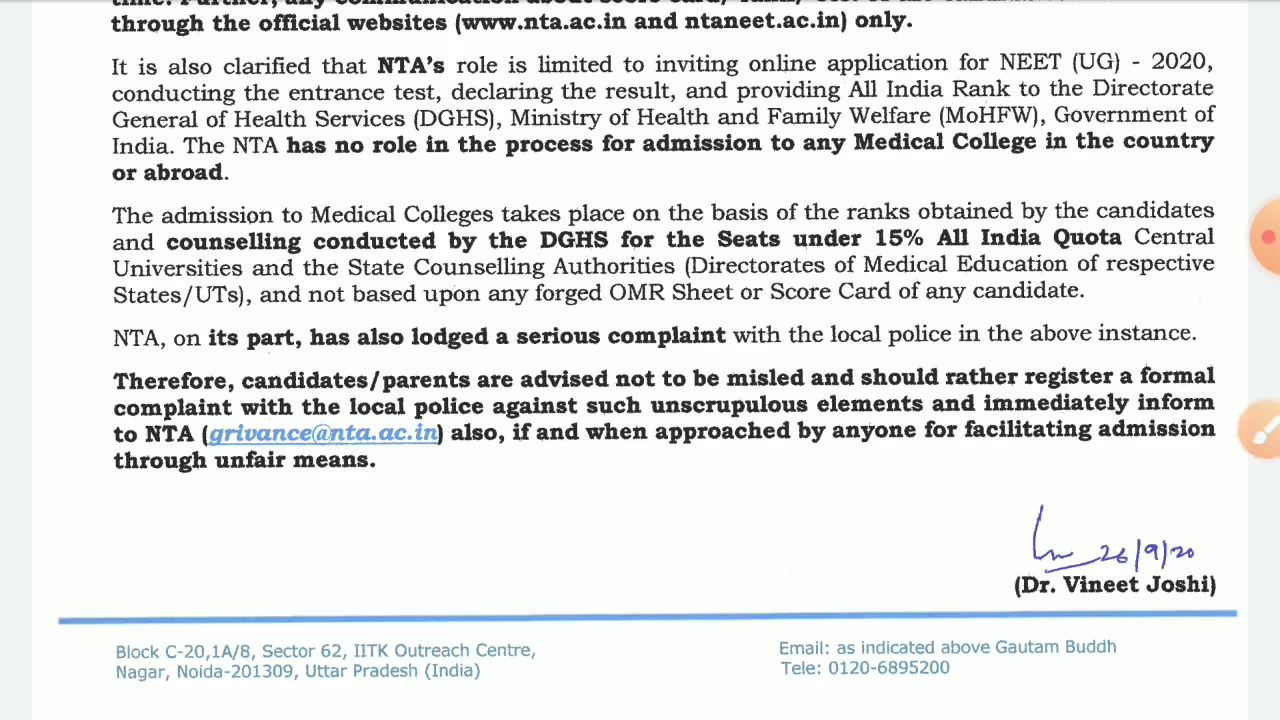 through the official websites (www.nta.ac.in and ntaneet.ac.in) only.
It is also clarified that NTA's role is limited to inviting online application for NEET (UG) - 2020,
conducting the entrance test, declaring the result, and providing All India Rank to the Directorate
General of Health Services (DGHS), Ministry of Health and Family Welfare (MoHFW), Government of
India. The NTA has no role in the process for admission to any Medical College in the country
or abroad.
The admission to Medical Colleges takes place on the basis of the ranks obtained by the candidates
and counselling conducted by the DGHS for the Seats under 15% All India Quota Central
Universities and the State Counselling Authorities (Directorates of Medical Education of respective
States/UTs), and not based upon any forged OMR Sheet or Score Card of any candidate.
NTA, on its part, has also lodged a serious complaint with the local police in the above instance.
Therefore, candidates/parents are advised not to be misled and should rather register a formal
complaint with the local police against such unscrupulous elements and immediately inform
to NTA (grivance@nta.ac.in) also, if and when approached by anyone for facilitating admission
through unfair means.
26/9/20
(Dr. Vineet Joshi)
Block C-20,1A/8, Sector 62, IITK Outreach Centre,
Nagar, Noida-201309, Uttar Pradesh (India)
Email: as indicated above Gautam Buddh
Tele: 0120-6895200